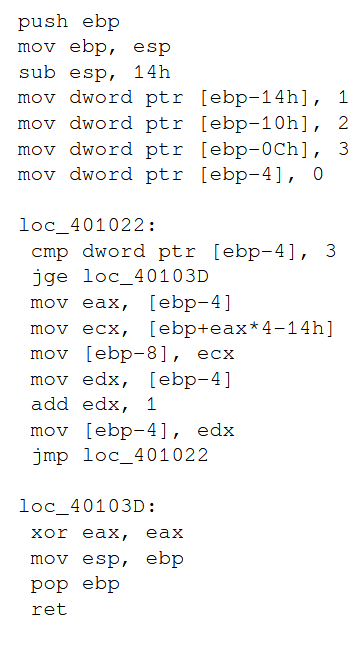 push ebp
mov ebp, esp
sub esp, 14h
mov dword ptr [ebp-14h], 1
mov dword ptr [ebp-10h], 2
mov dword ptr [ebp-0Ch], 3
mov dword ptr [ebp-4], 0
loc_401022:
cmp dword ptr [ebp-4], 3
jge loc_40103D
mov eax, [ebp-4]
mov ecx, [ebp+eax*4-14h]
mov [ebp-8], ecx
mov edx, [ebp-4]
add edx, 1
mov [ebp-4], edx
jmp loc_401022
loc_40103D:
xor eax, eax
mov esp, ebp
pop ebp
ret